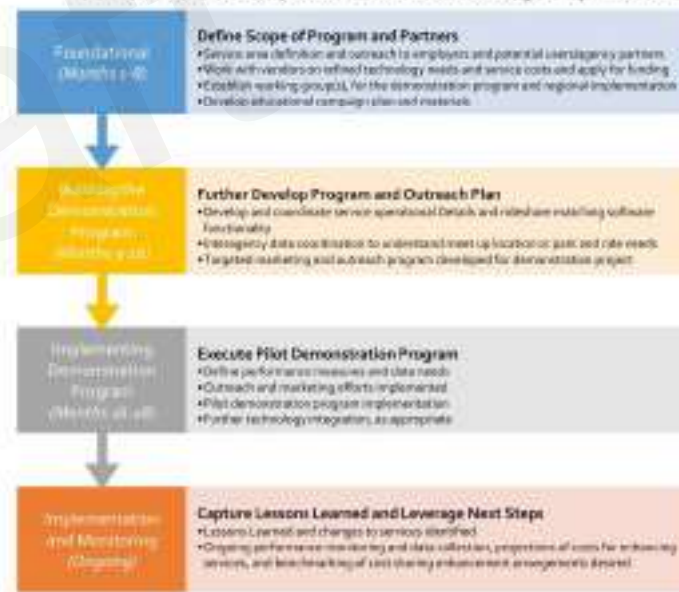 Foundational
(Months 1-8)
Define Scope of Program and Partners
•Service area definition and outreach to employers and potential users/agency partners
•Work with vendors on refined technology needs and service costs and apply for funding
•Establish working group(s), for the demonstration program and regional implementation
•Develop educational campaign plan and materials
Building the
Demonstration
Program
(Months
Further Develop Program and Outreach Plan
•Develop and coordinate service operational Details and rideshare matching software
functionality
•Interagency data coordination to understand meet up location or park and ride needs
•Targeted marketing and outreach program developed for demonstration project
Implementing
Demonstration
Program
(Months
Execute Pilot Demonstration Program
•Define performance measures and data needs
•Outreach and marketing efforts implemented
•Pilot demonstration program implementation
•Further technology integration, as appropriate
Implementation
and Monitoring
(Ongoing)
Capture Lessons Learned and Leverage Next Steps
•Lessons Learned and changes to services identified
•Ongoing performance monitoring and data collection, projections of costs for enhancing
services, and benchmarking of cost sharing enhancement arrangements desired